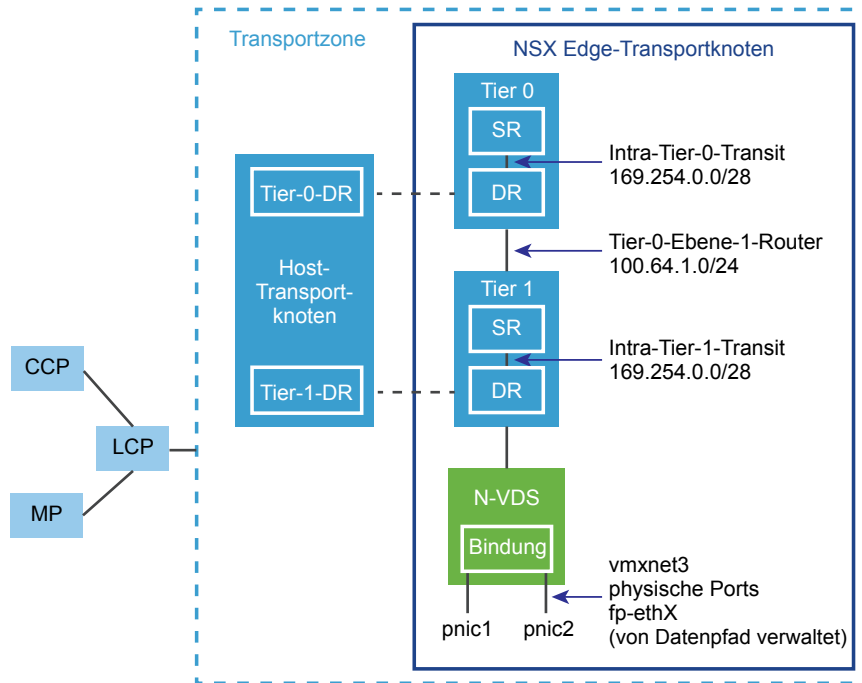 Transportzone
NSX Edge-Transportknoten
Tier 0
SR
DR
Intra-Tier-0-Transit
169.254.0.0/28
Tier-0-DR
Host-
Transport-
knoten
Tier-1-DR
Tier-0-Ebene-1-Router
100.64.1.0/24
Tier 1
SR
DR
Intra-Tier-1-Transit
169.254.0.0/28
CCP
LCP
MP
N-VDS
Bindung
pnic1
pnic2
vmxnet3
physische Ports
fp-ethX
(von Datenpfad verwaltet)